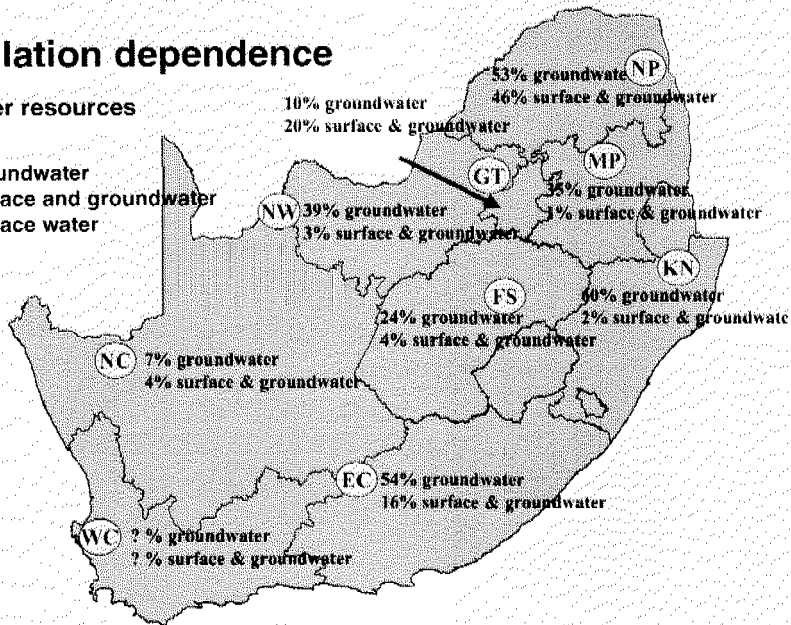 lation dependence
er resources
undwater
ace and groundwater
ace water
10% groundwater
20% surface & groundwater
NP
53% groundwate
46% surface & groundwater
GT
MP
35% groundwater
1% surface & groundwater
NW
39% groundwater
3% surface & groundwater
KN
60% groundwater
2% surface & groundwate
FS
24% groundwater
4% surface & groundwater
NC
7% groundwater
4% surface & groundwater
EC
54% groundwater
16% surface & groundwater
WC
? % groundwater
? % surface & groundwater